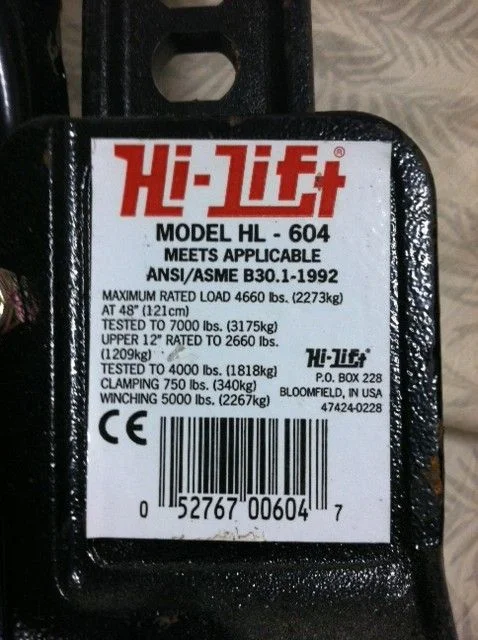 Hi-Lift®
MODEL HL - 604
MEETS APPLICABLE
ANSI/ASME B30.1-1992
MAXIMUM RATED LOAD 4660 lbs. (2273kg)
AT 48" (121cm)
TESTED TO 7000 lbs. (3175kg)
UPPER 12" RATED TO 2660 lbs.
(1209kg)
TESTED TO 4000 lbs. (1818kg)
CLAMPING 750 lbs. (340kg)
WINCHING 5000 lbs. (2267kg)
Hi-Lift®
P.O. BOX 228
BLOOMFIELD, IN USA
47424-0228
CE
0 52767 00604 7